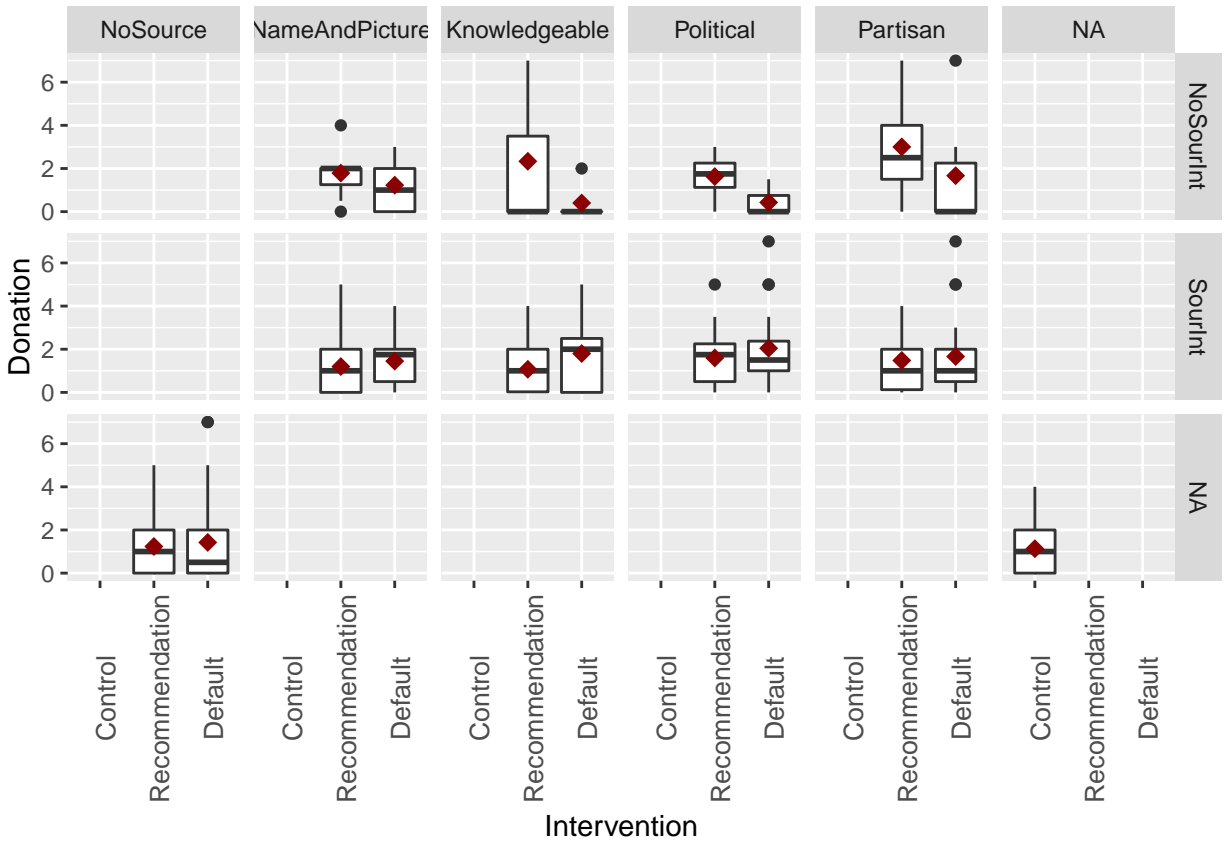 NoSource NameAndPicture Knowledgeable Political Partisan NA
6
4
2
0
NoSourInt
6
4
2
0
SourInt
6
4
2
0
NA
Donation
Control Recommendation Default Control Recommendation Default Control Recommendation Default Control Recommendation Default Control Recommendation Default Control Recommendation Default
Intervention